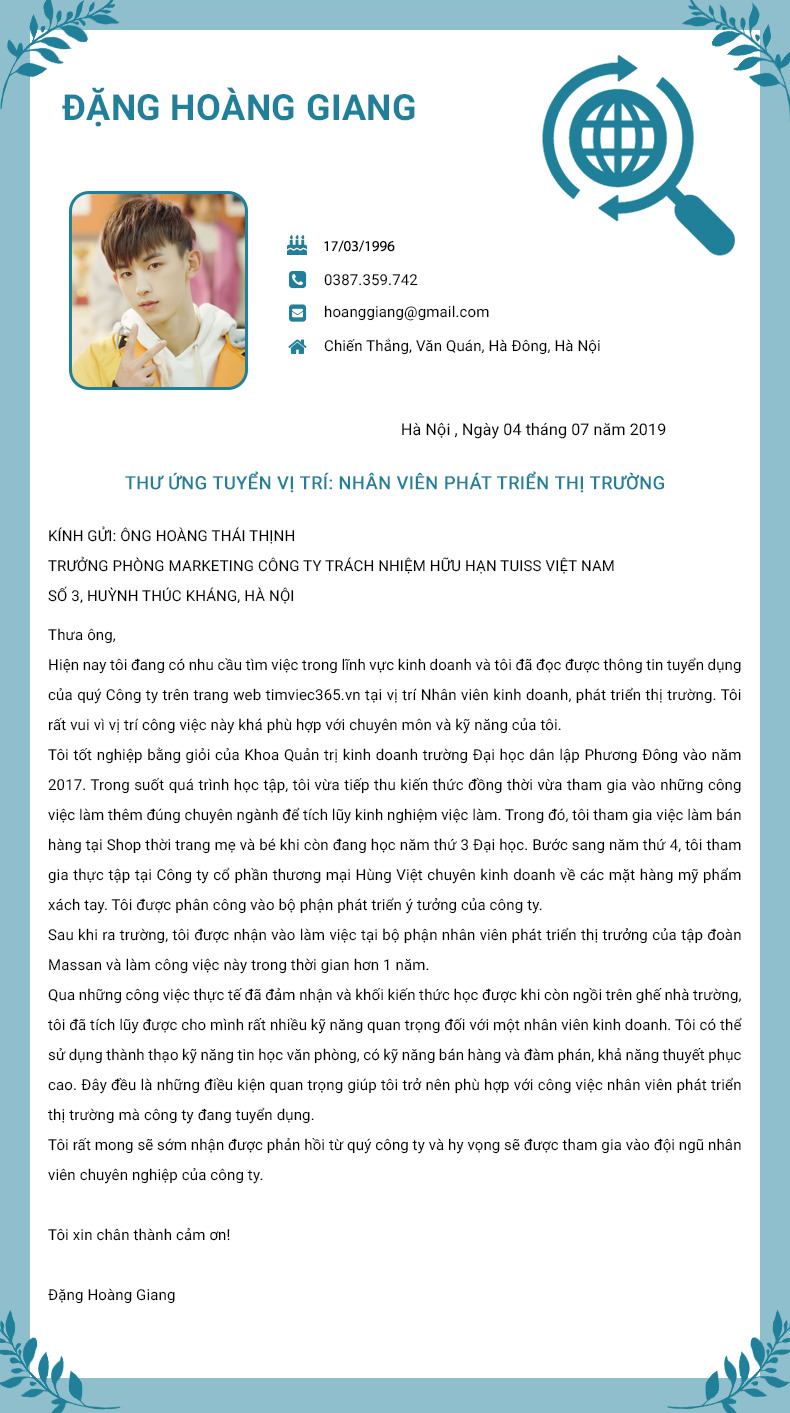 ĐẶNG HOÀNG GIANG
17/03/1996
0387.359.742
hoanggiang@gmail.com
Chiến Thắng, Văn Quán, Hà Đông, Hà Nội
Hà Nội , Ngày 04 tháng 07 năm 2019
THƯ ỨNG TUYỂN VỊ TRÍ: NHÂN VIÊN PHÁT TRIỂN THỊ TRƯỜNG
KÍNH GỬI: ÔNG HOÀNG THÁI THỊNH
TRƯỞNG PHÒNG MARKETING CÔNG TY TRÁCH NHIỆM HỮU HẠN TUISS VIỆT NAM
SỐ 3, HUỲNH THÚC KHÁNG, HÀ NỘI
Thưa ông,
Hiện nay tôi đang có nhu cầu tìm việc trong lĩnh vực kinh doanh và tôi đã đọc được thông tin tuyển dụng
của quý Công ty trên trang web timviec365.vn tại vị trí Nhân viên kinh doanh, phát triển thị trường. Tôi
rất vui vì vị trí công việc này khá phù hợp với chuyên môn và kỹ năng của tôi.
Tôi tốt nghiệp bằng giỏi của Khoa Quản trị kinh doanh trường Đại học dân lập Phương Đông vào năm
2017. Trong suốt quá trình học tập, tôi vừa tiếp thu kiến thức đồng thời vừa tham gia vào những công
việc làm thêm đúng chuyên ngành để tích lũy kinh nghiệm việc làm. Trong đó, tôi tham gia việc làm bán
hàng tại Shop thời trang mẹ và bé khi còn đang học năm thứ 3 Đại học. Bước sang năm thứ 4, tôi tham
gia thực tập tại Công ty cổ phần thương mại Hùng Việt chuyên kinh doanh về các mặt hàng mỹ phẩm
xách tay. Tôi được phân công vào bộ phận phát triển ý tưởng của công ty.
Sau khi ra trường, tôi được nhận vào làm việc tại bộ phận nhân viên phát triển thị trưởng của tập đoàn
Massan và làm công việc này trong thời gian hơn 1 năm.
Qua những công việc thực tế đã đảm nhận và khối kiến thức học được khi còn ngồi trên ghế nhà trường,
tôi đã tích lũy được cho mình rất nhiều kỹ năng quan trọng đối với một nhân viên kinh doanh. Tôi có thể
sử dụng thành thạo kỹ năng tin học văn phòng, có kỹ năng bán hàng và đàm phán, khả năng thuyết phục
cao. Đây đều là những điều kiện quan trọng giúp tôi trở nên phù hợp với công việc nhân viên phát triển
thị trường mà công ty đang tuyển dụng.
Tôi rất mong sẽ sớm nhận được phản hồi từ quý công ty và hy vọng sẽ được tham gia vào đội ngũ nhân
viên chuyên nghiệp của công ty.
Tôi xin chân thành cảm ơn!
Đặng Hoàng Giang